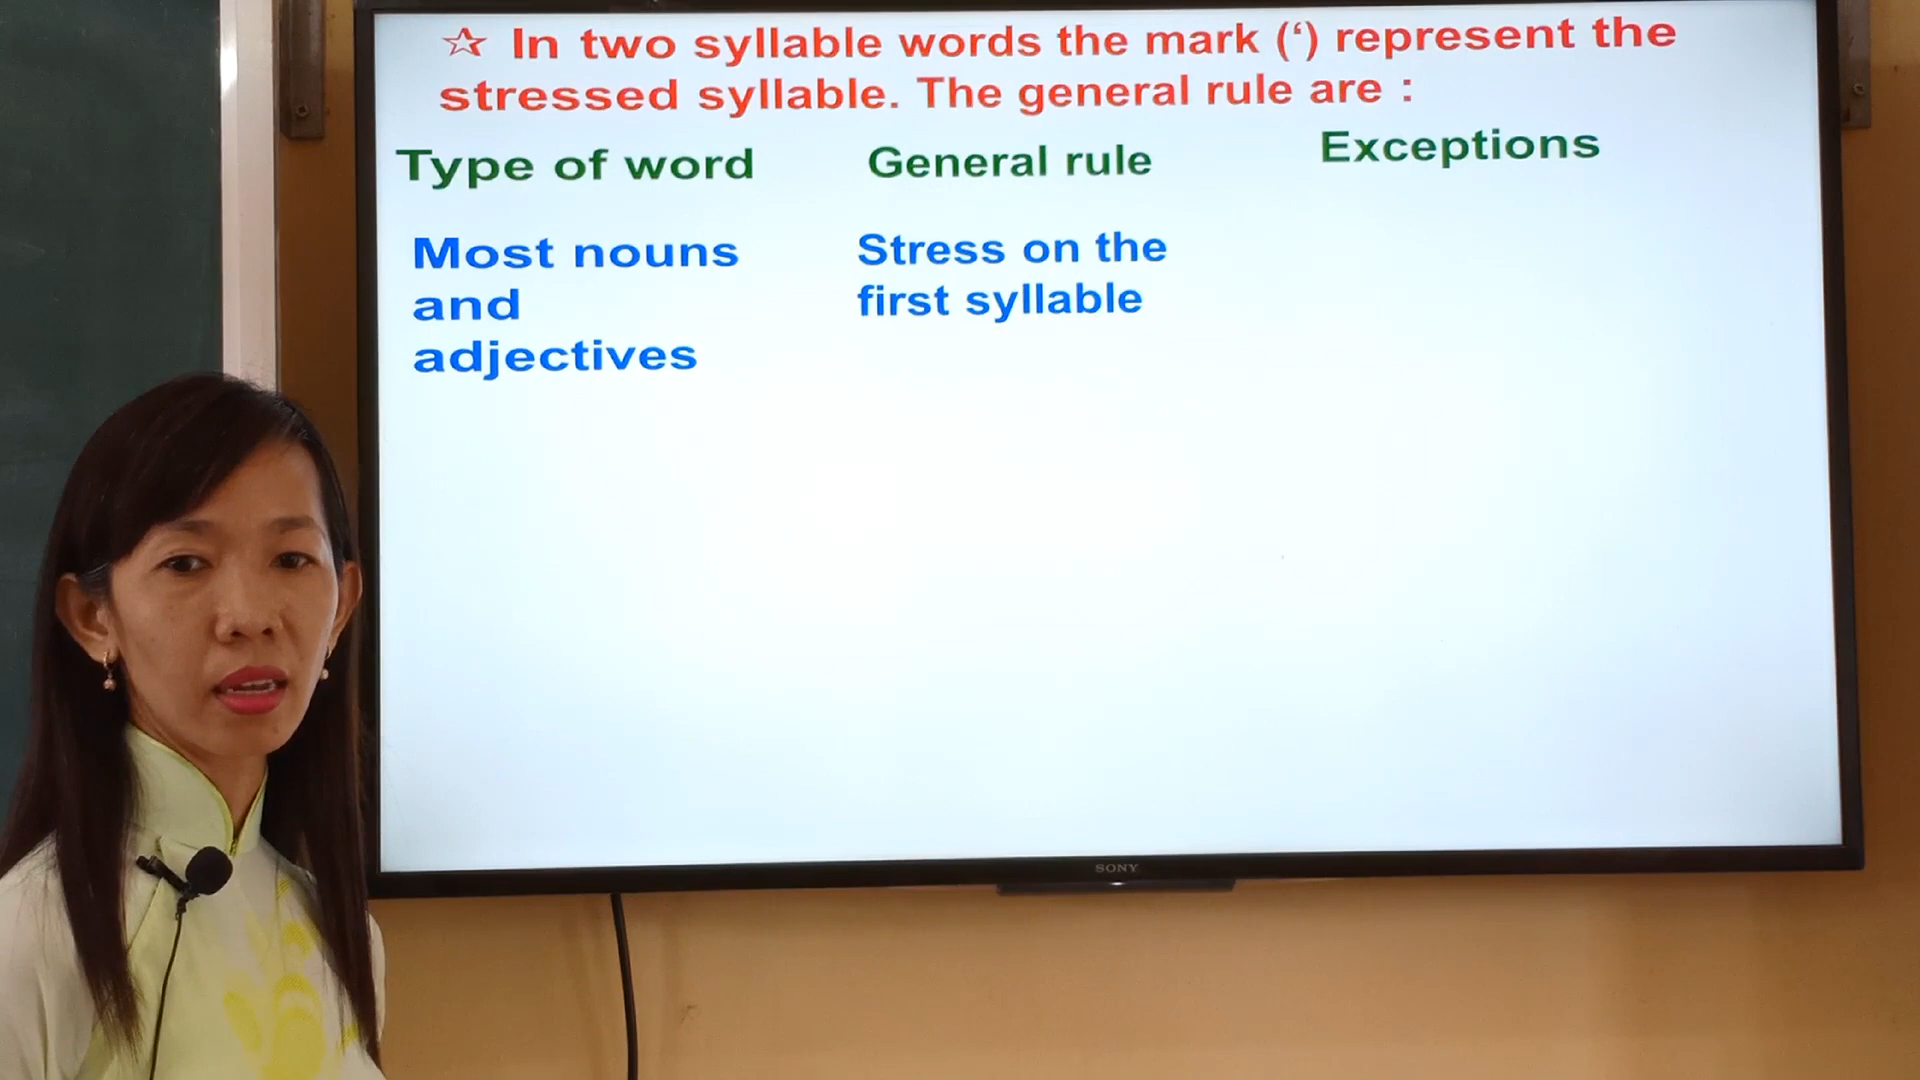 ☆ In two syllable words the mark (‘) represent the
stressed syllable. The general rule are :
Type of word
General rule
Exceptions
Most nouns
and
adjectives
Stress on the
first syllable
SONY